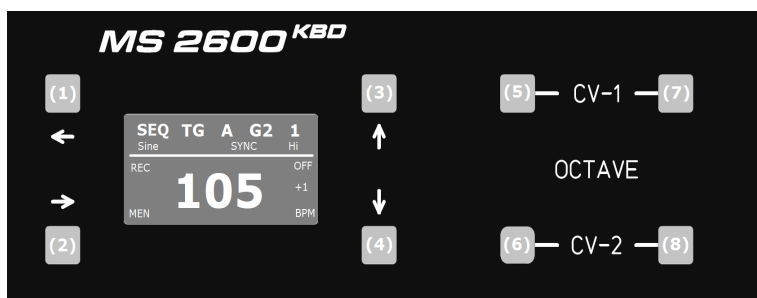 MS 2600 KBD
(1)
(3)
(5) CV-1 (7)
SEQ TG A G2 1
Sine SYNC Hi
REC OFF
105
+1
MEN BPM
OCTAVE
(2)
(4)
(6) CV-2 (8)